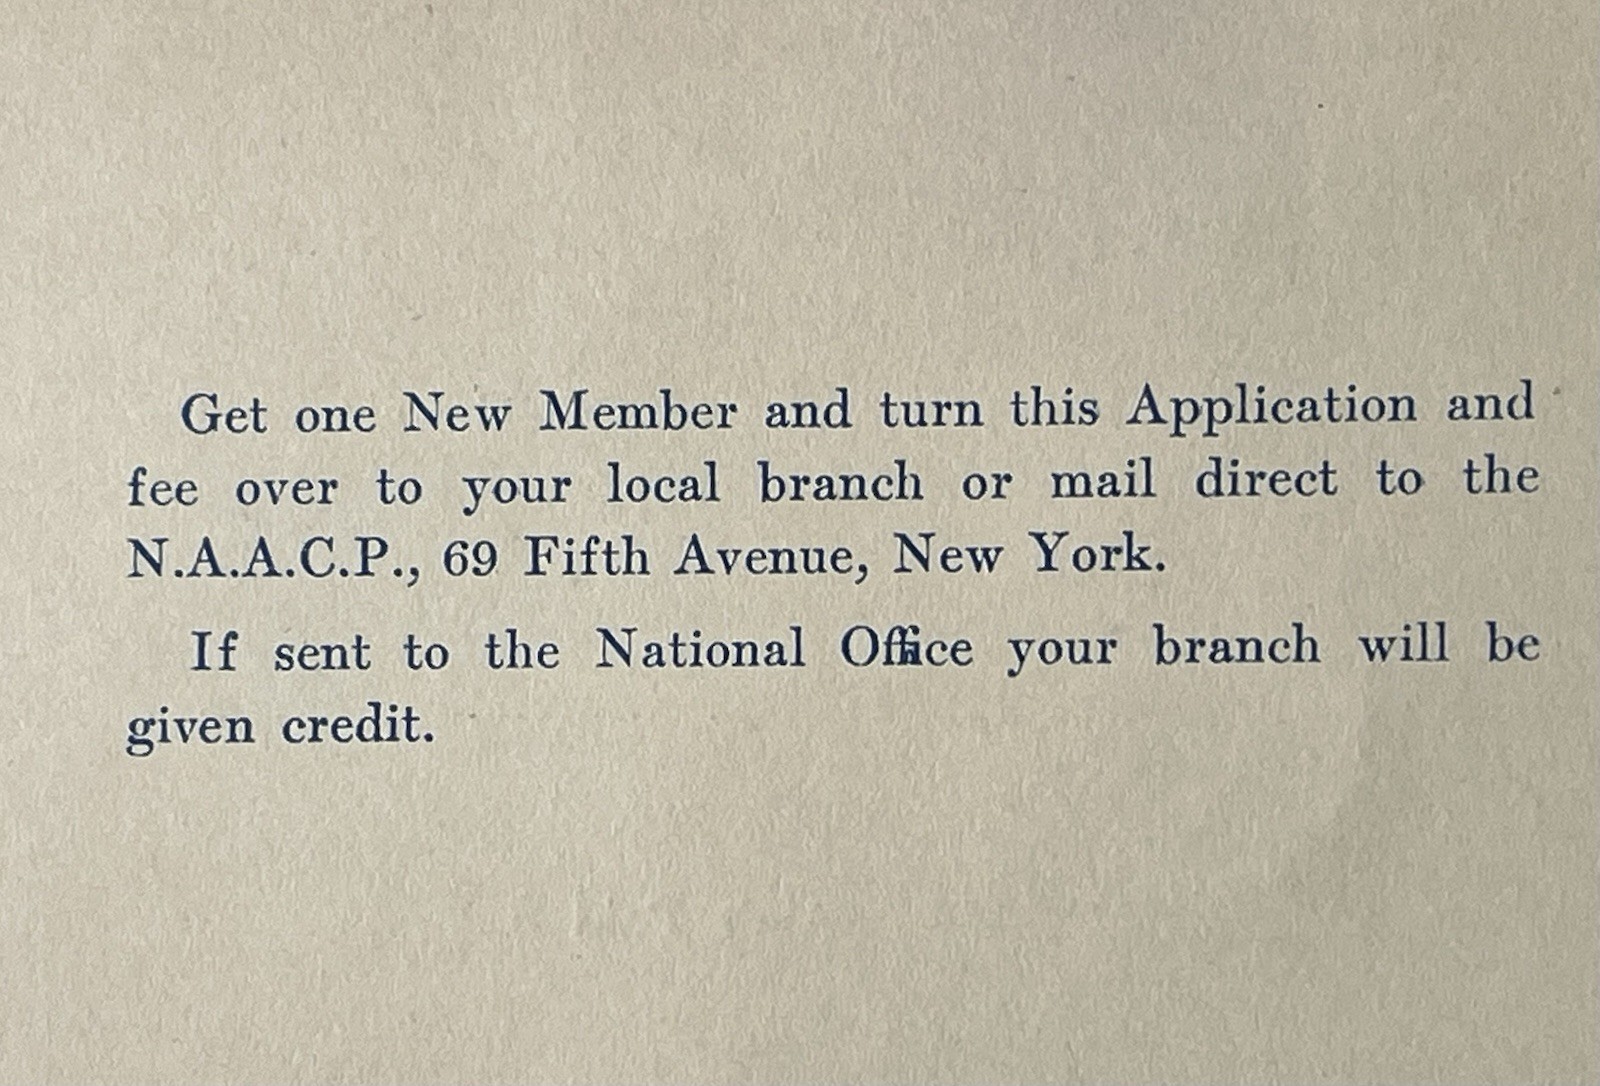 Get one New Member and turn this Application and
fee over to your local branch or mail direct to the
N.A.A.C.P., 69 Fifth Avenue, New York.
If sent to the National Office your branch will be
given credit.